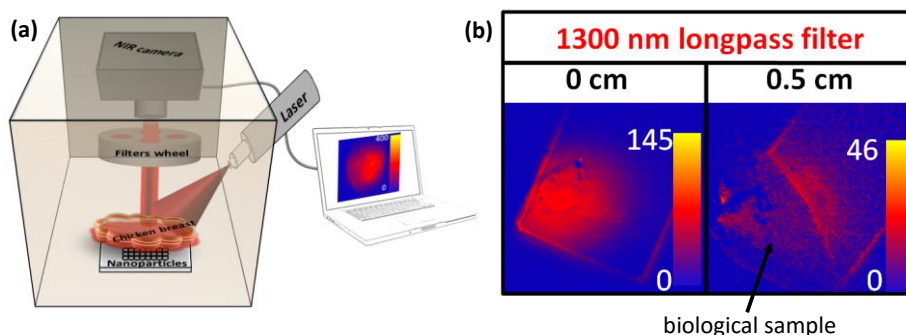 (a)
NIR camera
Laser
Filters wheel
400
0
Chicken breast
Nanoparticles
(b)
1300 nm longpass filter
0 cm
0.5 cm
145
0
46
0
biological sample